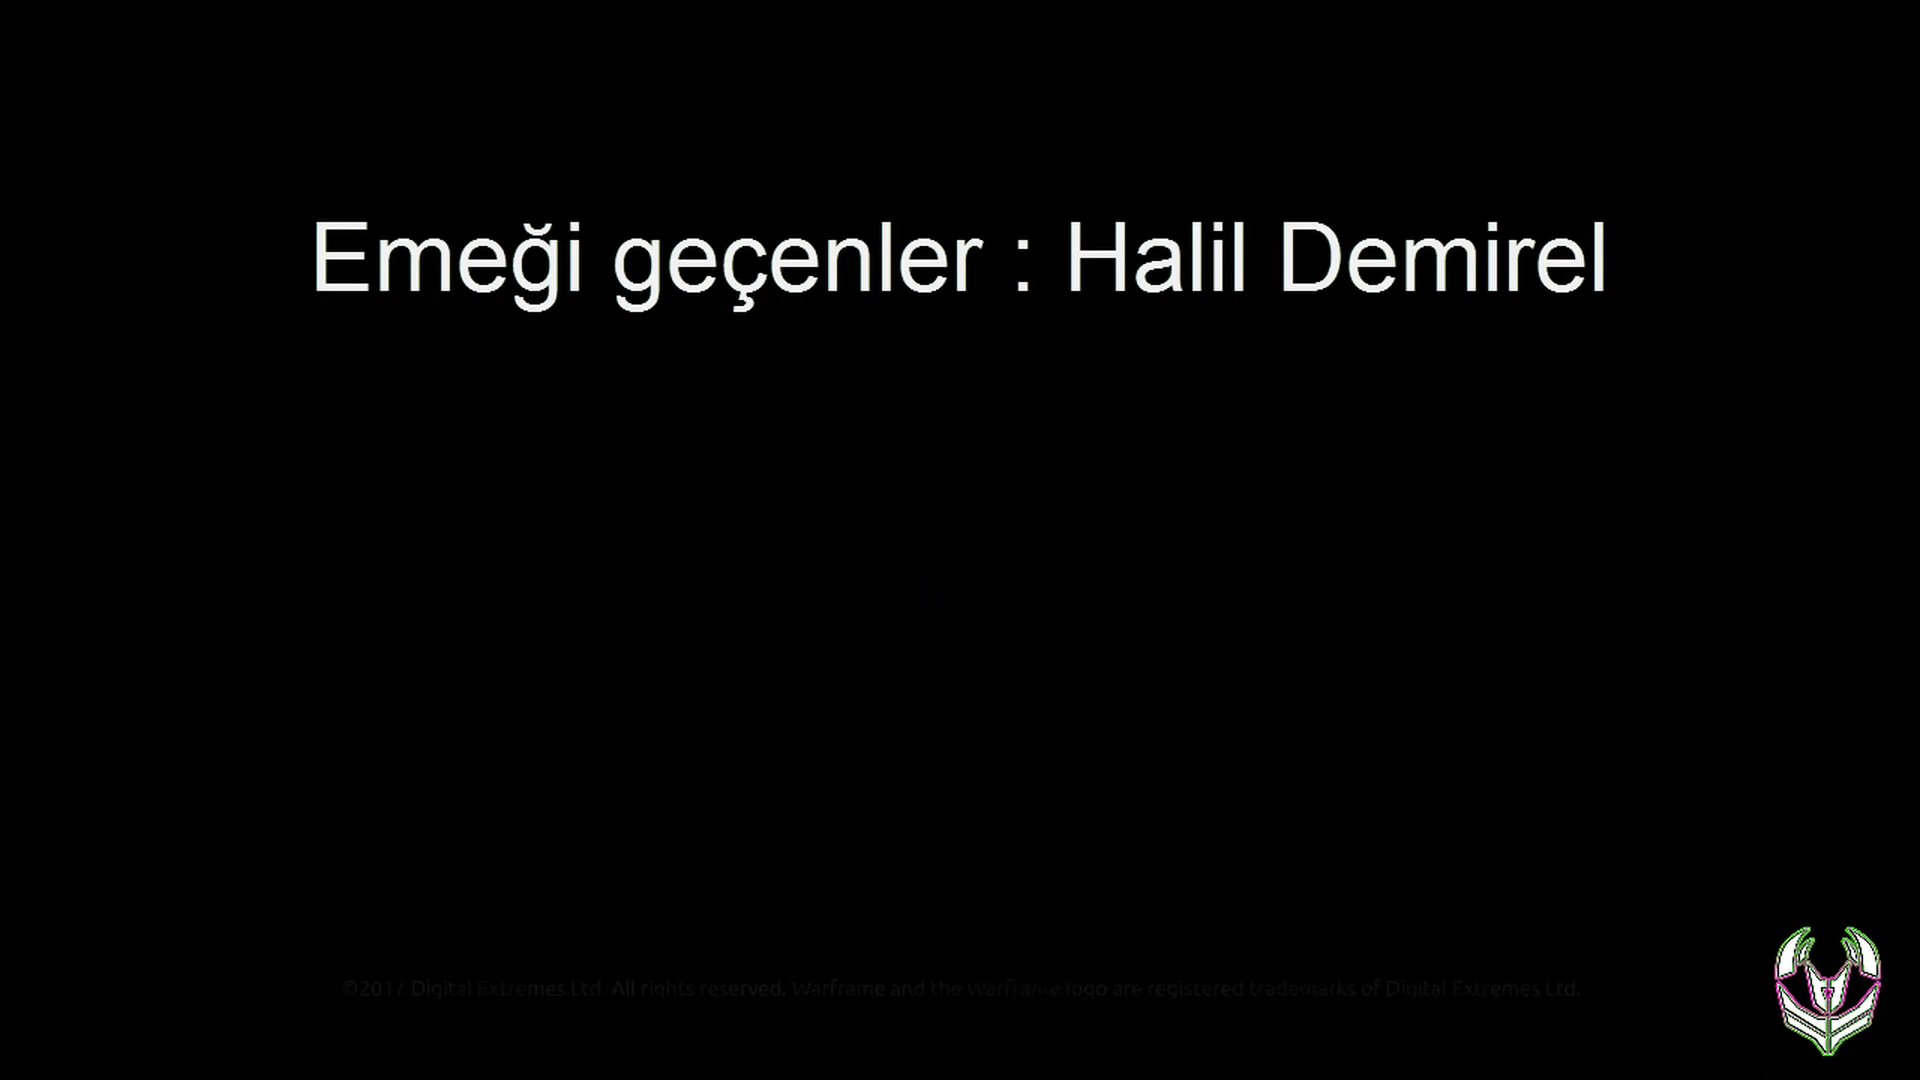 Emeği geçenler : Halil Demirel
©2017 Digital Extremes Ltd. All rights reserved. Warframe and the Warframe logo are registered trademarks of Digital Extremes Ltd.